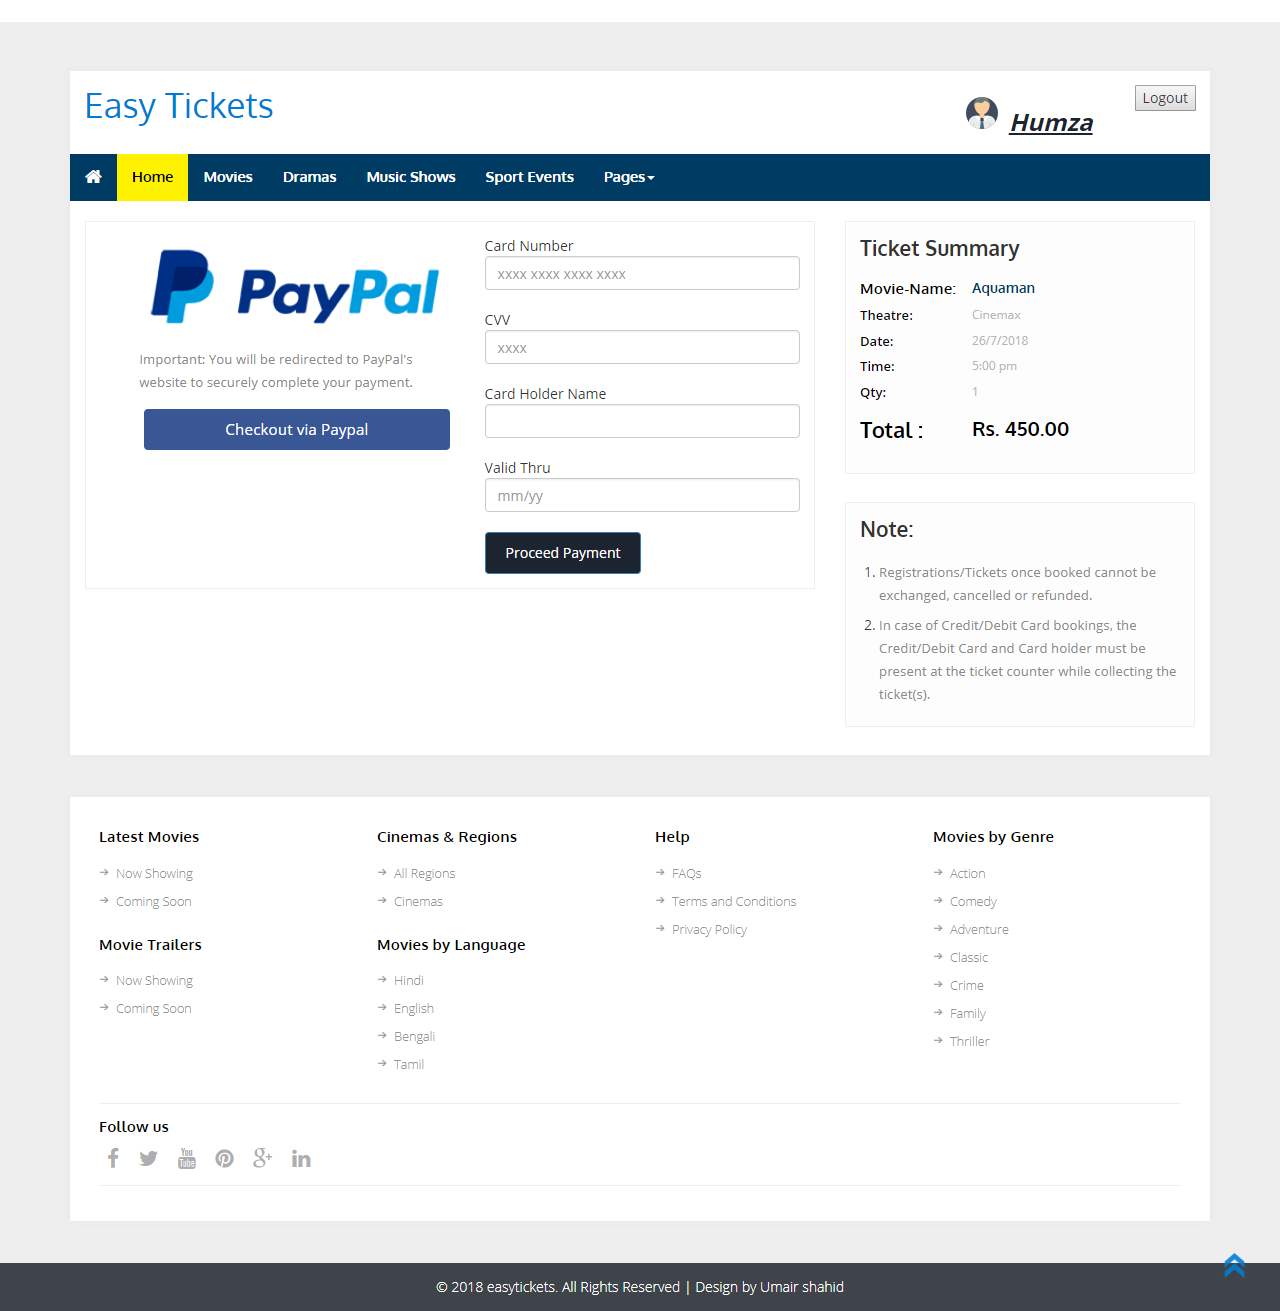 Easy Tickets
Humza
Logout
Home
Movies
Dramas
Music Shows
Sport Events
Pages
PayPal
Important: You will be redirected to PayPal's
website to securely complete your payment.
Checkout via Paypal
Card Number
xxxx xxxx xxxx xxxx
CVV
xxxx
Card Holder Name
Valid Thru
mm/yy
Proceed Payment
Ticket Summary
Movie-Name: Aquaman
Theatre: Cinemax
Date: 26/7/2018
Time: 5:00 pm
Qty: 1
Total : Rs. 450.00
Note:
1. Registrations/Tickets once booked cannot be
exchanged, cancelled or refunded.
2. In case of Credit/Debit Card bookings, the
Credit/Debit Card and Card holder must be
present at the ticket counter while collecting the
ticket(s).
Latest Movies
Now Showing
Coming Soon
Movie Trailers
Now Showing
Coming Soon
Cinemas & Regions
All Regions
Cinemas
Movies by Language
Hindi
English
Bengali
Tamil
Help
FAQs
Terms and Conditions
Privacy Policy
Movies by Genre
Action
Comedy
Adventure
Classic
Crime
Family
Thriller
Follow us
You
Tube
© 2018 easytickets. All Rights Reserved | Design by Umair shahid